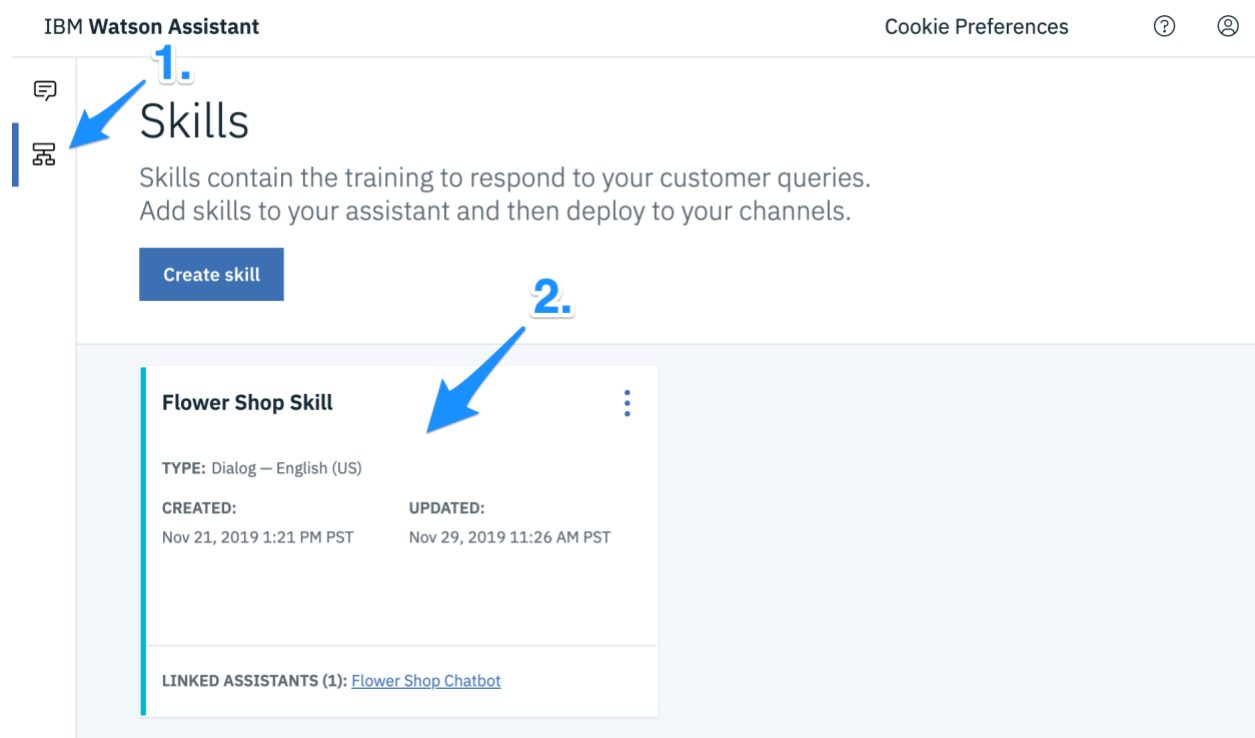 IBM Watson Assistant
Cookie Preferences
1.
Skills
Skills contain the training to respond to your customer queries.
Add skills to your assistant and then deploy to your channels.
Create skill
2.
Flower Shop Skill
TYPE: Dialog — English (US)
CREATED:
UPDATED:
Nov 21, 2019 1:21 PM PST
Nov 29, 2019 11:26 AM PST
LINKED ASSISTANTS (1): Flower Shop Chatbot